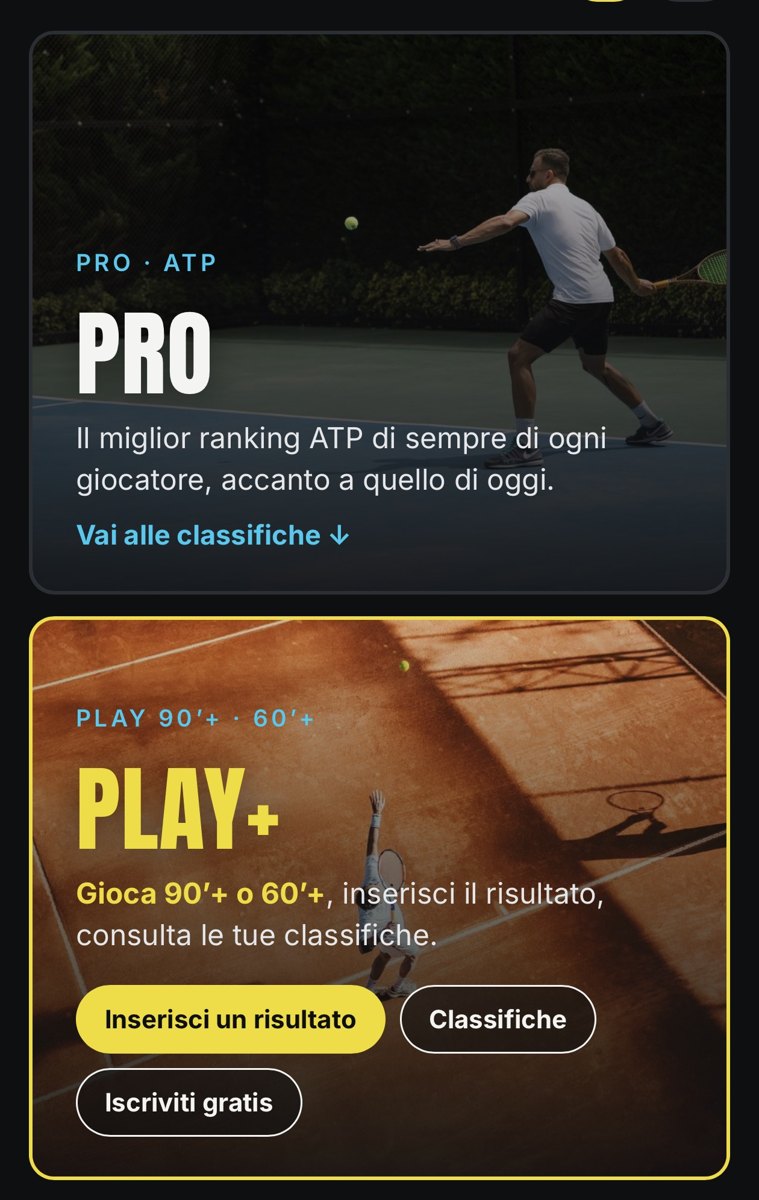 PRO · ATP
PRO
Il miglior ranking ATP di sempre di ogni
giocatore, accanto a quello di oggi.
Vai alle classifiche ↓
PLAY 90’+ · 60’+
PLAY+
Gioca 90’+ o 60’+, inserisci il risultato,
consulta le tue classifiche.
Inserisci un risultato
Classifiche
Iscriviti gratis